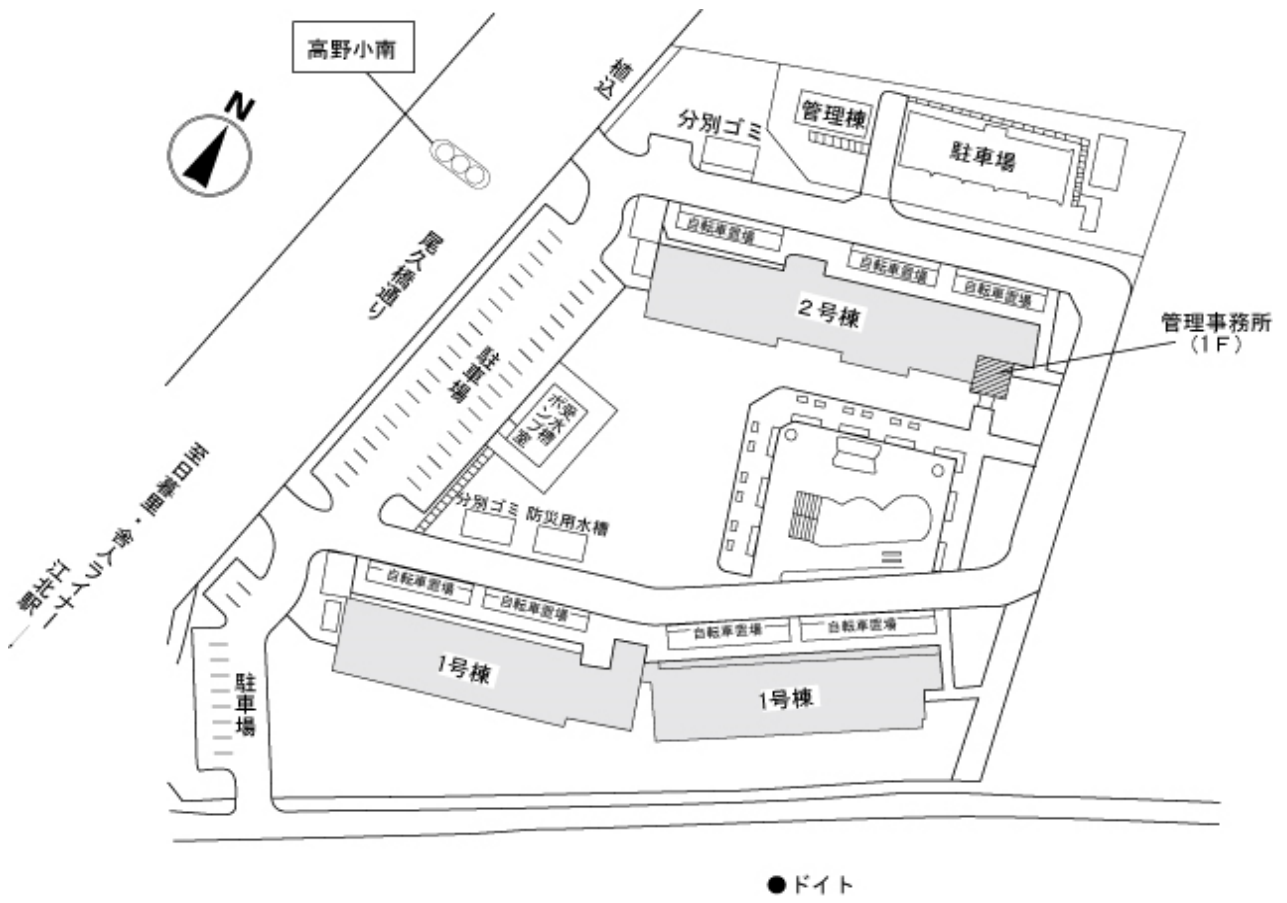 高野小南
N
植込
分別ゴミ
管理棟
駐車場
自転車置場
自転車置場
自転車置場
2号棟
管理事務所
(1F)
尾久橋通り
駐車場
受水槽
ポンプ室
至日暮里・舎人ライナー
江北駅
分別ゴミ
防災用水槽
自転車置場
自転車置場
自転車置場
自転車置場
1号棟
1号棟
駐車場
●ドイト